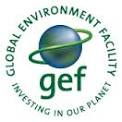 GLOBAL ENVIRONMENT FACILITY
gef
INVESTING IN OUR PLANET